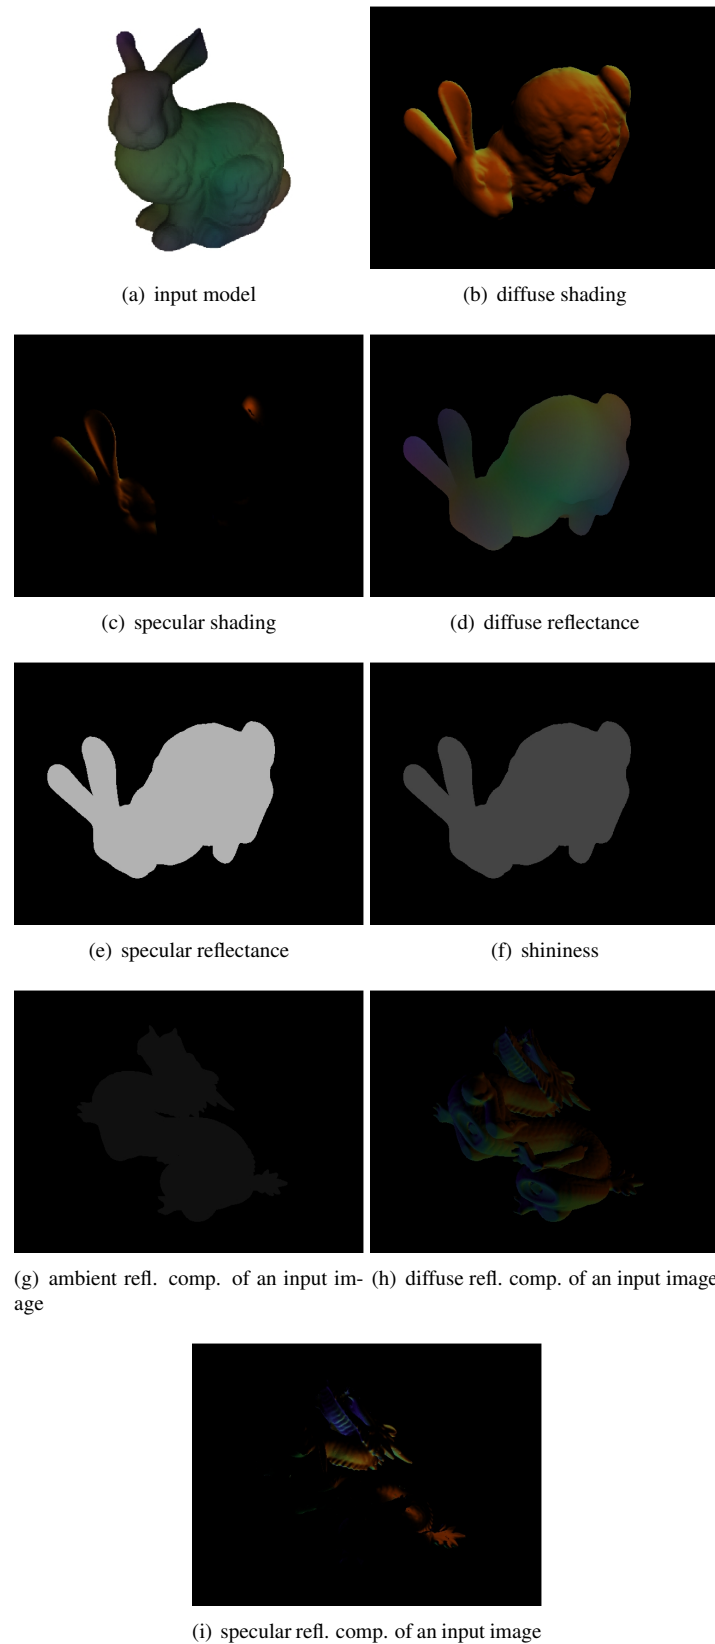 (a) input model
(b) diffuse shading
(c) specular shading
(d) diffuse reflectance
(e) specular reflectance
(f) shininess
(g) ambient refl. comp. of an input im-
age
(h) diffuse refl. comp. of an input image
(i) specular refl. comp. of an input image